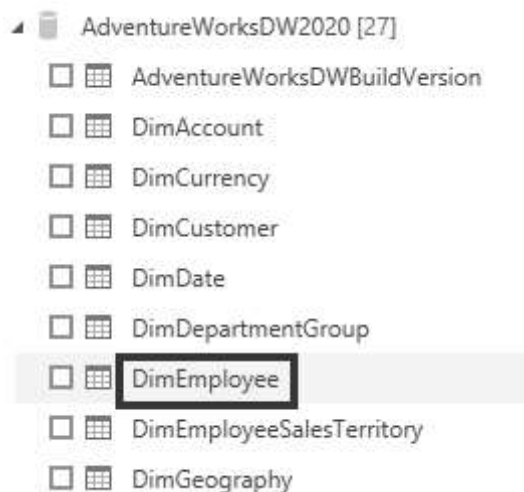 AdventureWorksDW2020 [27]
AdventureWorksDWBuildVersion
DimAccount
DimCurrency
DimCustomer
DimDate
DimDepartmentGroup
DimEmployee
DimEmployeeSalesTerritory
DimGeography